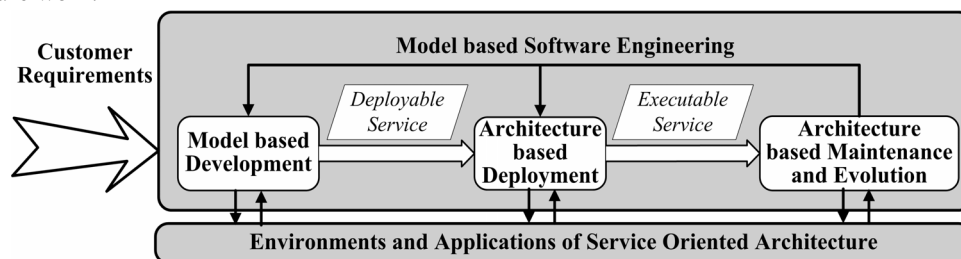 Model based Software Engineering
Customer
Requirements
Deployable
Service
Executable
Service
Model based
Development
Architecture
based
Deployment
Architecture
based Maintenance
and Evolution
Environments and Applications of Service Oriented Architecture